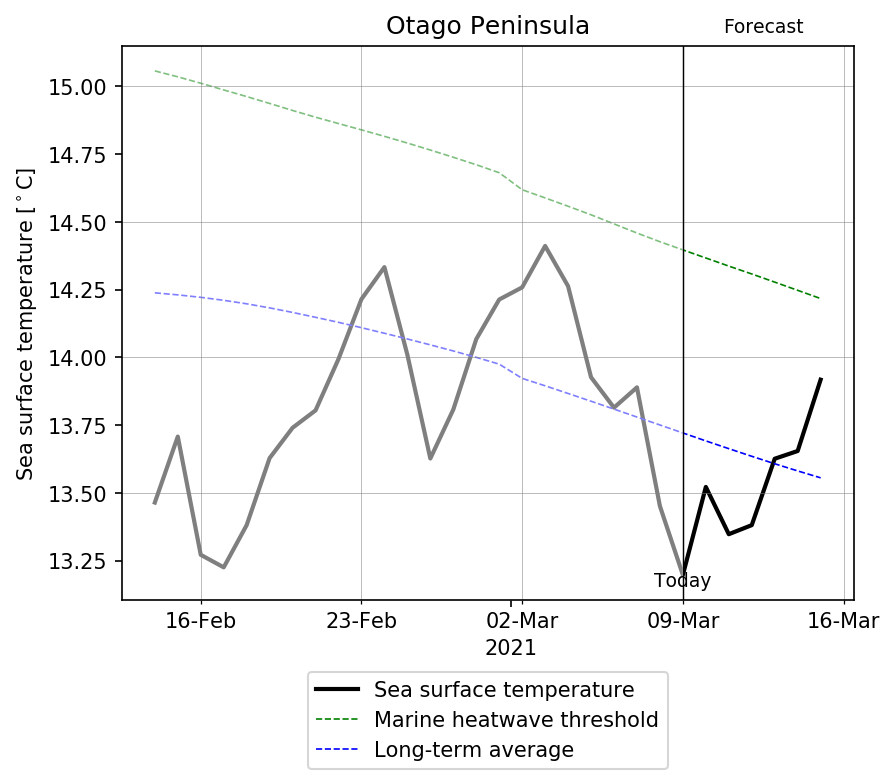 Otago Peninsula
Forecast
Sea surface temperature [°C]
15.00
14.75
14.50
14.25
14.00
13.75
13.50
13.25
Today
16-Feb
23-Feb
02-Mar
09-Mar
16-Mar
2021
Sea surface temperature
Marine heatwave threshold
Long-term average